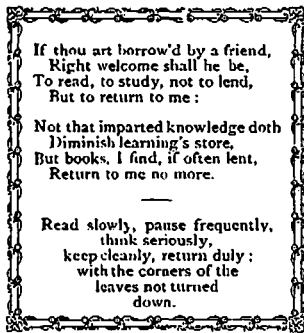 If thou art borrow'd by a friend,
Right welcome shall he be,
To read, to study, not to lend,
But to return to me :
Not that imparted knowledge doth
Diminish learning's store,
But books, I find, if often lent,
Return to me no more.
Read slowly, pause frequently,
think seriously,
keep cleanly, return duly ;
with the corners of the
leaves not turned
down.